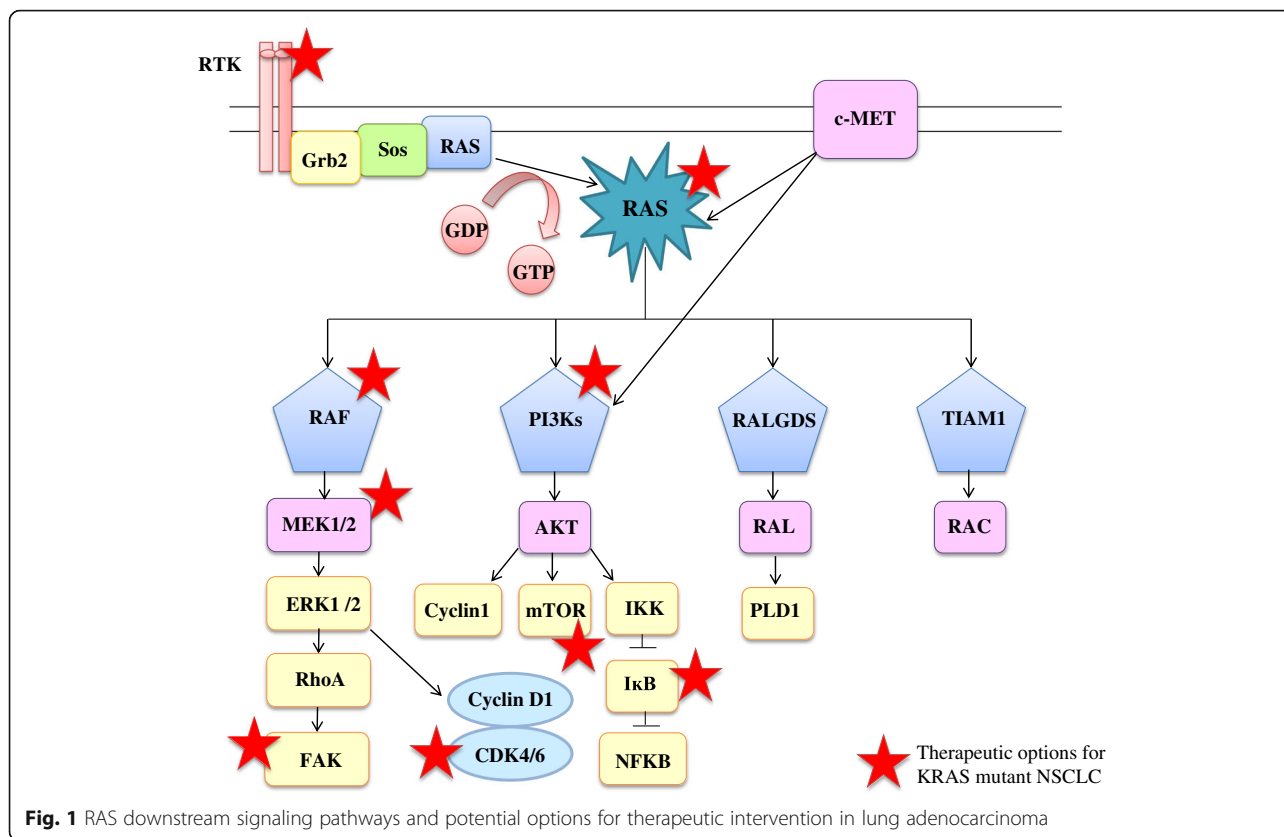 RTK
c-MET
Grb2
Sos
RAS
RAS
GDP
GTP
RAF
PI3Ks
RALGDS
TIAM1
MEK1/2
AKT
RAL
RAC
ERK1 /2
Cyclin1
mTOR
IKK
PLD1
RhoA
Cyclin D1
IκB
FAK
CDK4/6
NFKB
Therapeutic options for
KRAS mutant NSCLC
Fig. 1 RAS downstream signaling pathways and potential options for therapeutic intervention in lung adenocarcinoma